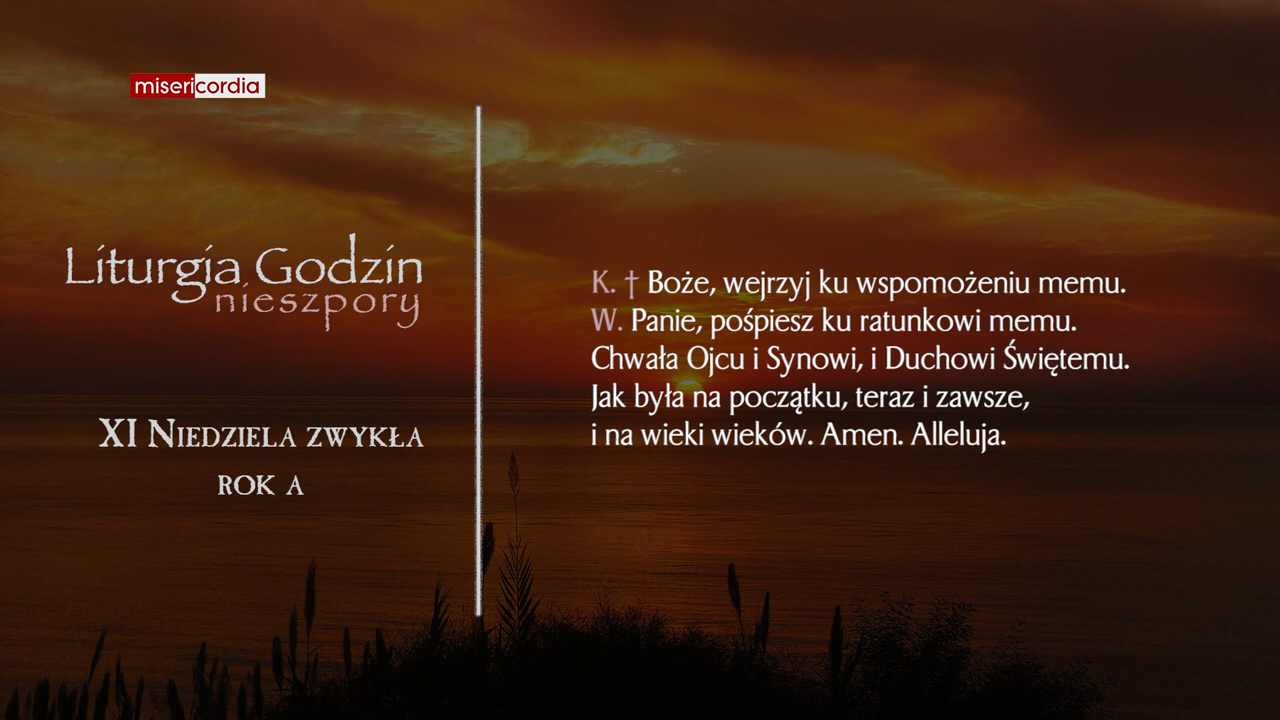 misericordia
Liturgia Godzin
nieszpory
XI Niedziela zwykła
rok A
K. † Boże, wejrzyj ku wspomożeniu memu.
W. Panie, pośpiesz ku ratunkowi memu.
Chwała Ojcu i Synowi, i Duchowi Świętemu.
Jak była na początku, teraz i zawsze,
i na wieki wieków. Amen. Alleluja.